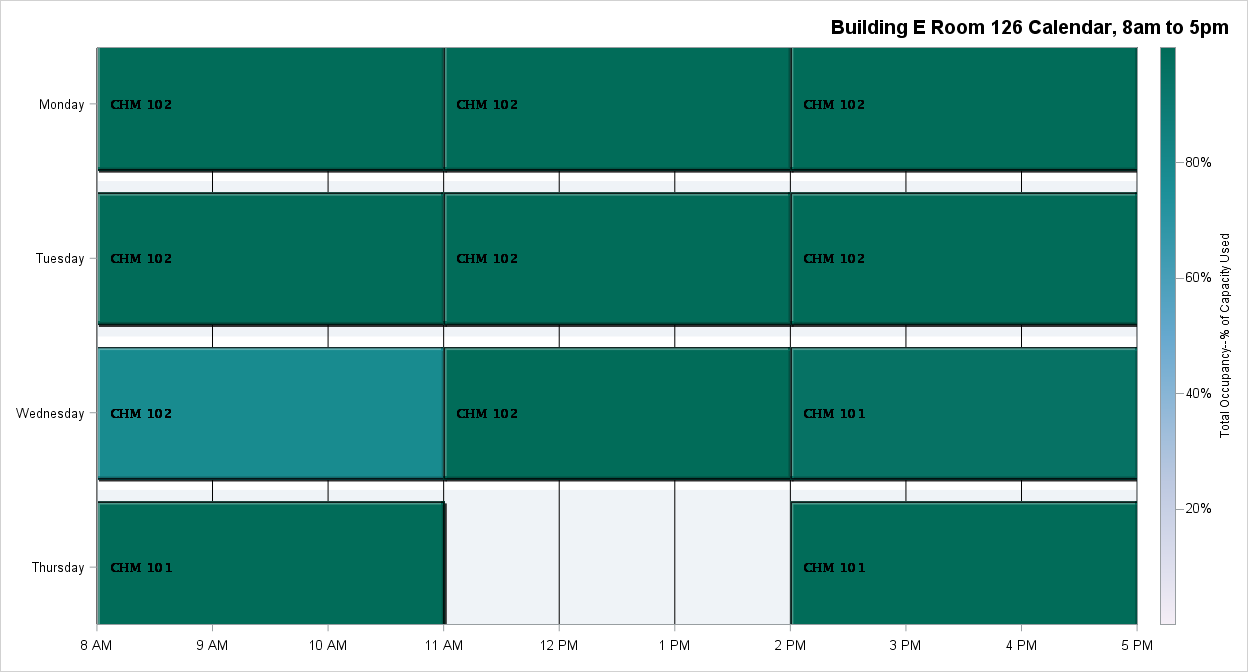 Building E Room 126 Calendar, 8am to 5pm
Monday
CHM 102
CHM 102
CHM 102
Tuesday
CHM 102
CHM 102
CHM 102
Wednesday
CHM 102
CHM 102
CHM 101
Thursday
CHM 101
CHM 101
8 AM
9 AM
10 AM
11 AM
12 PM
1 PM
2 PM
3 PM
4 PM
5 PM
80%
60%
40%
20%
Total Occupancy--% of Capacity Used